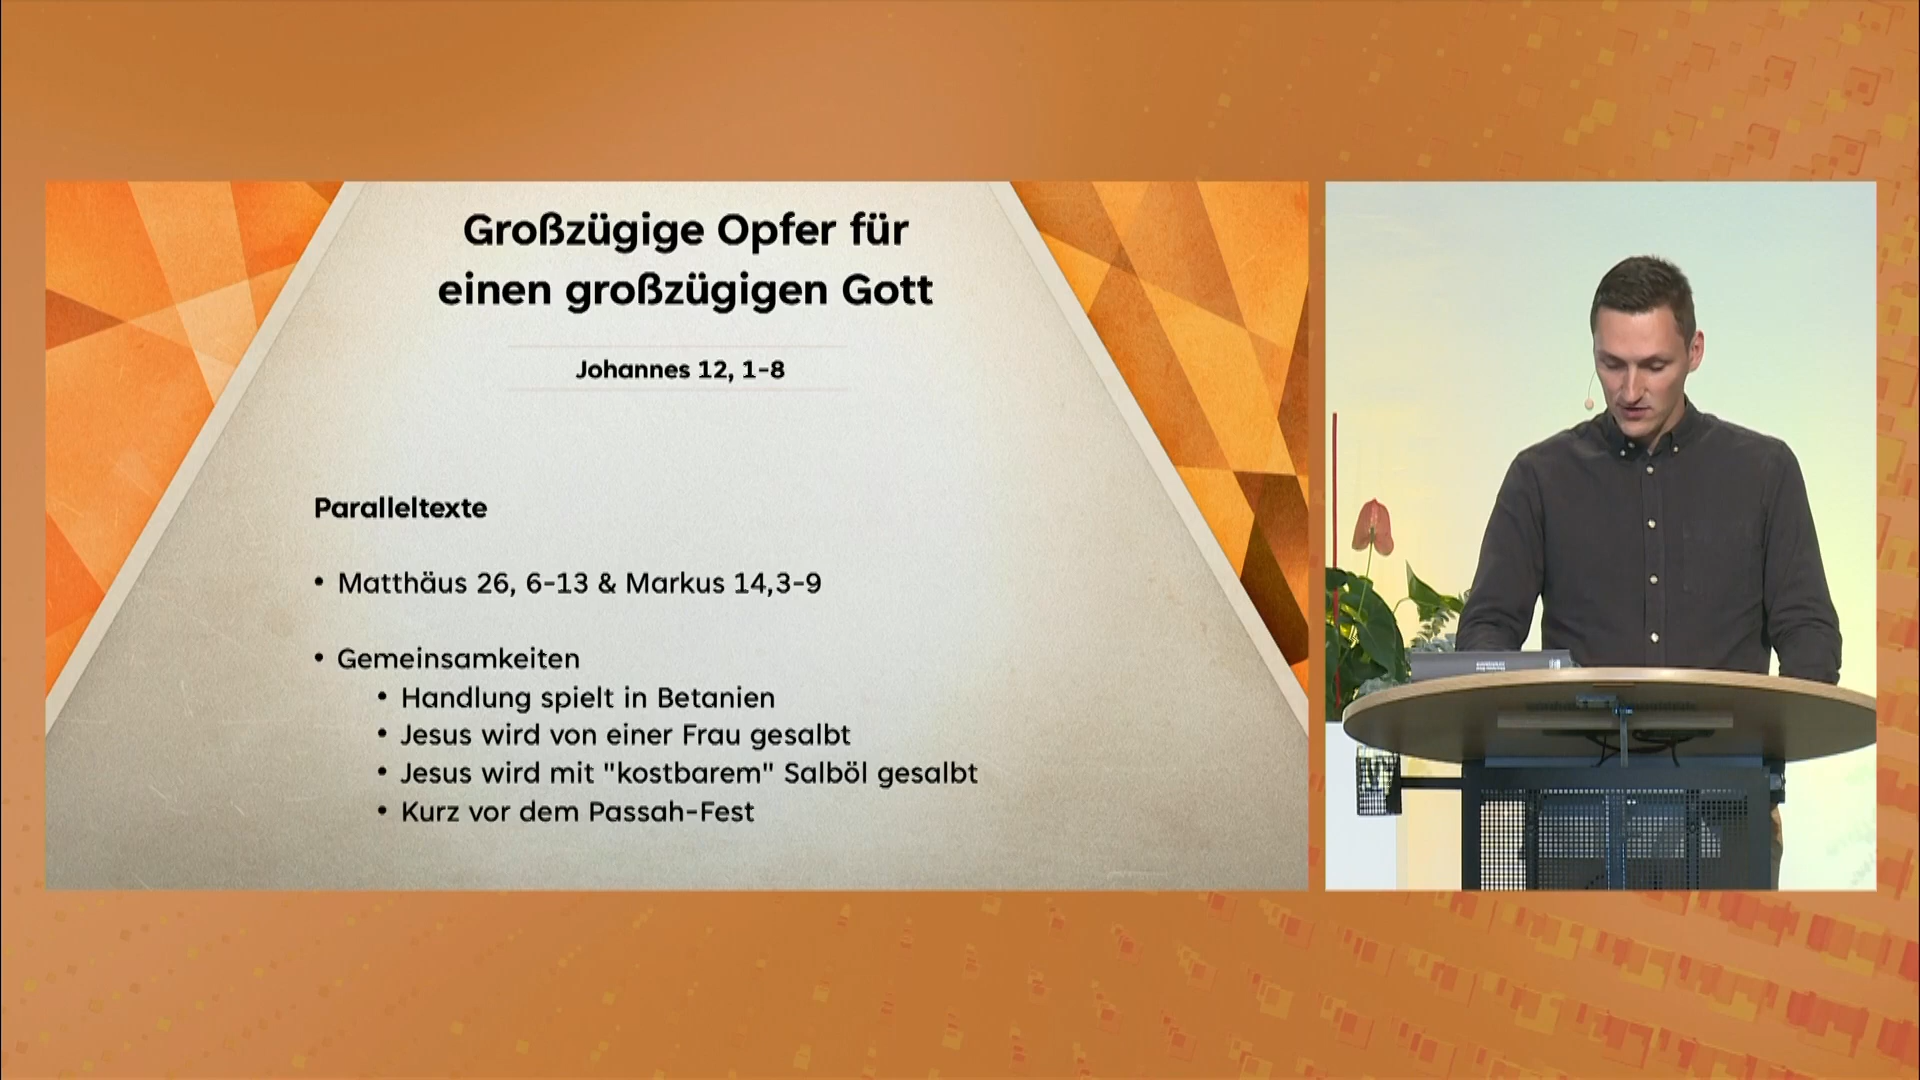 Großzügige Opfer für
einen großzügigen Gott
Johannes 12, 1-8
Paralleltexte
• Matthäus 26, 6-13 & Markus 14,3-9
• Gemeinsamkeiten
• Handlung spielt in Betanien
• Jesus wird von einer Frau gesalbt
• Jesus wird mit "kostbarem" Salböl gesalbt
• Kurz vor dem Passah-Fest